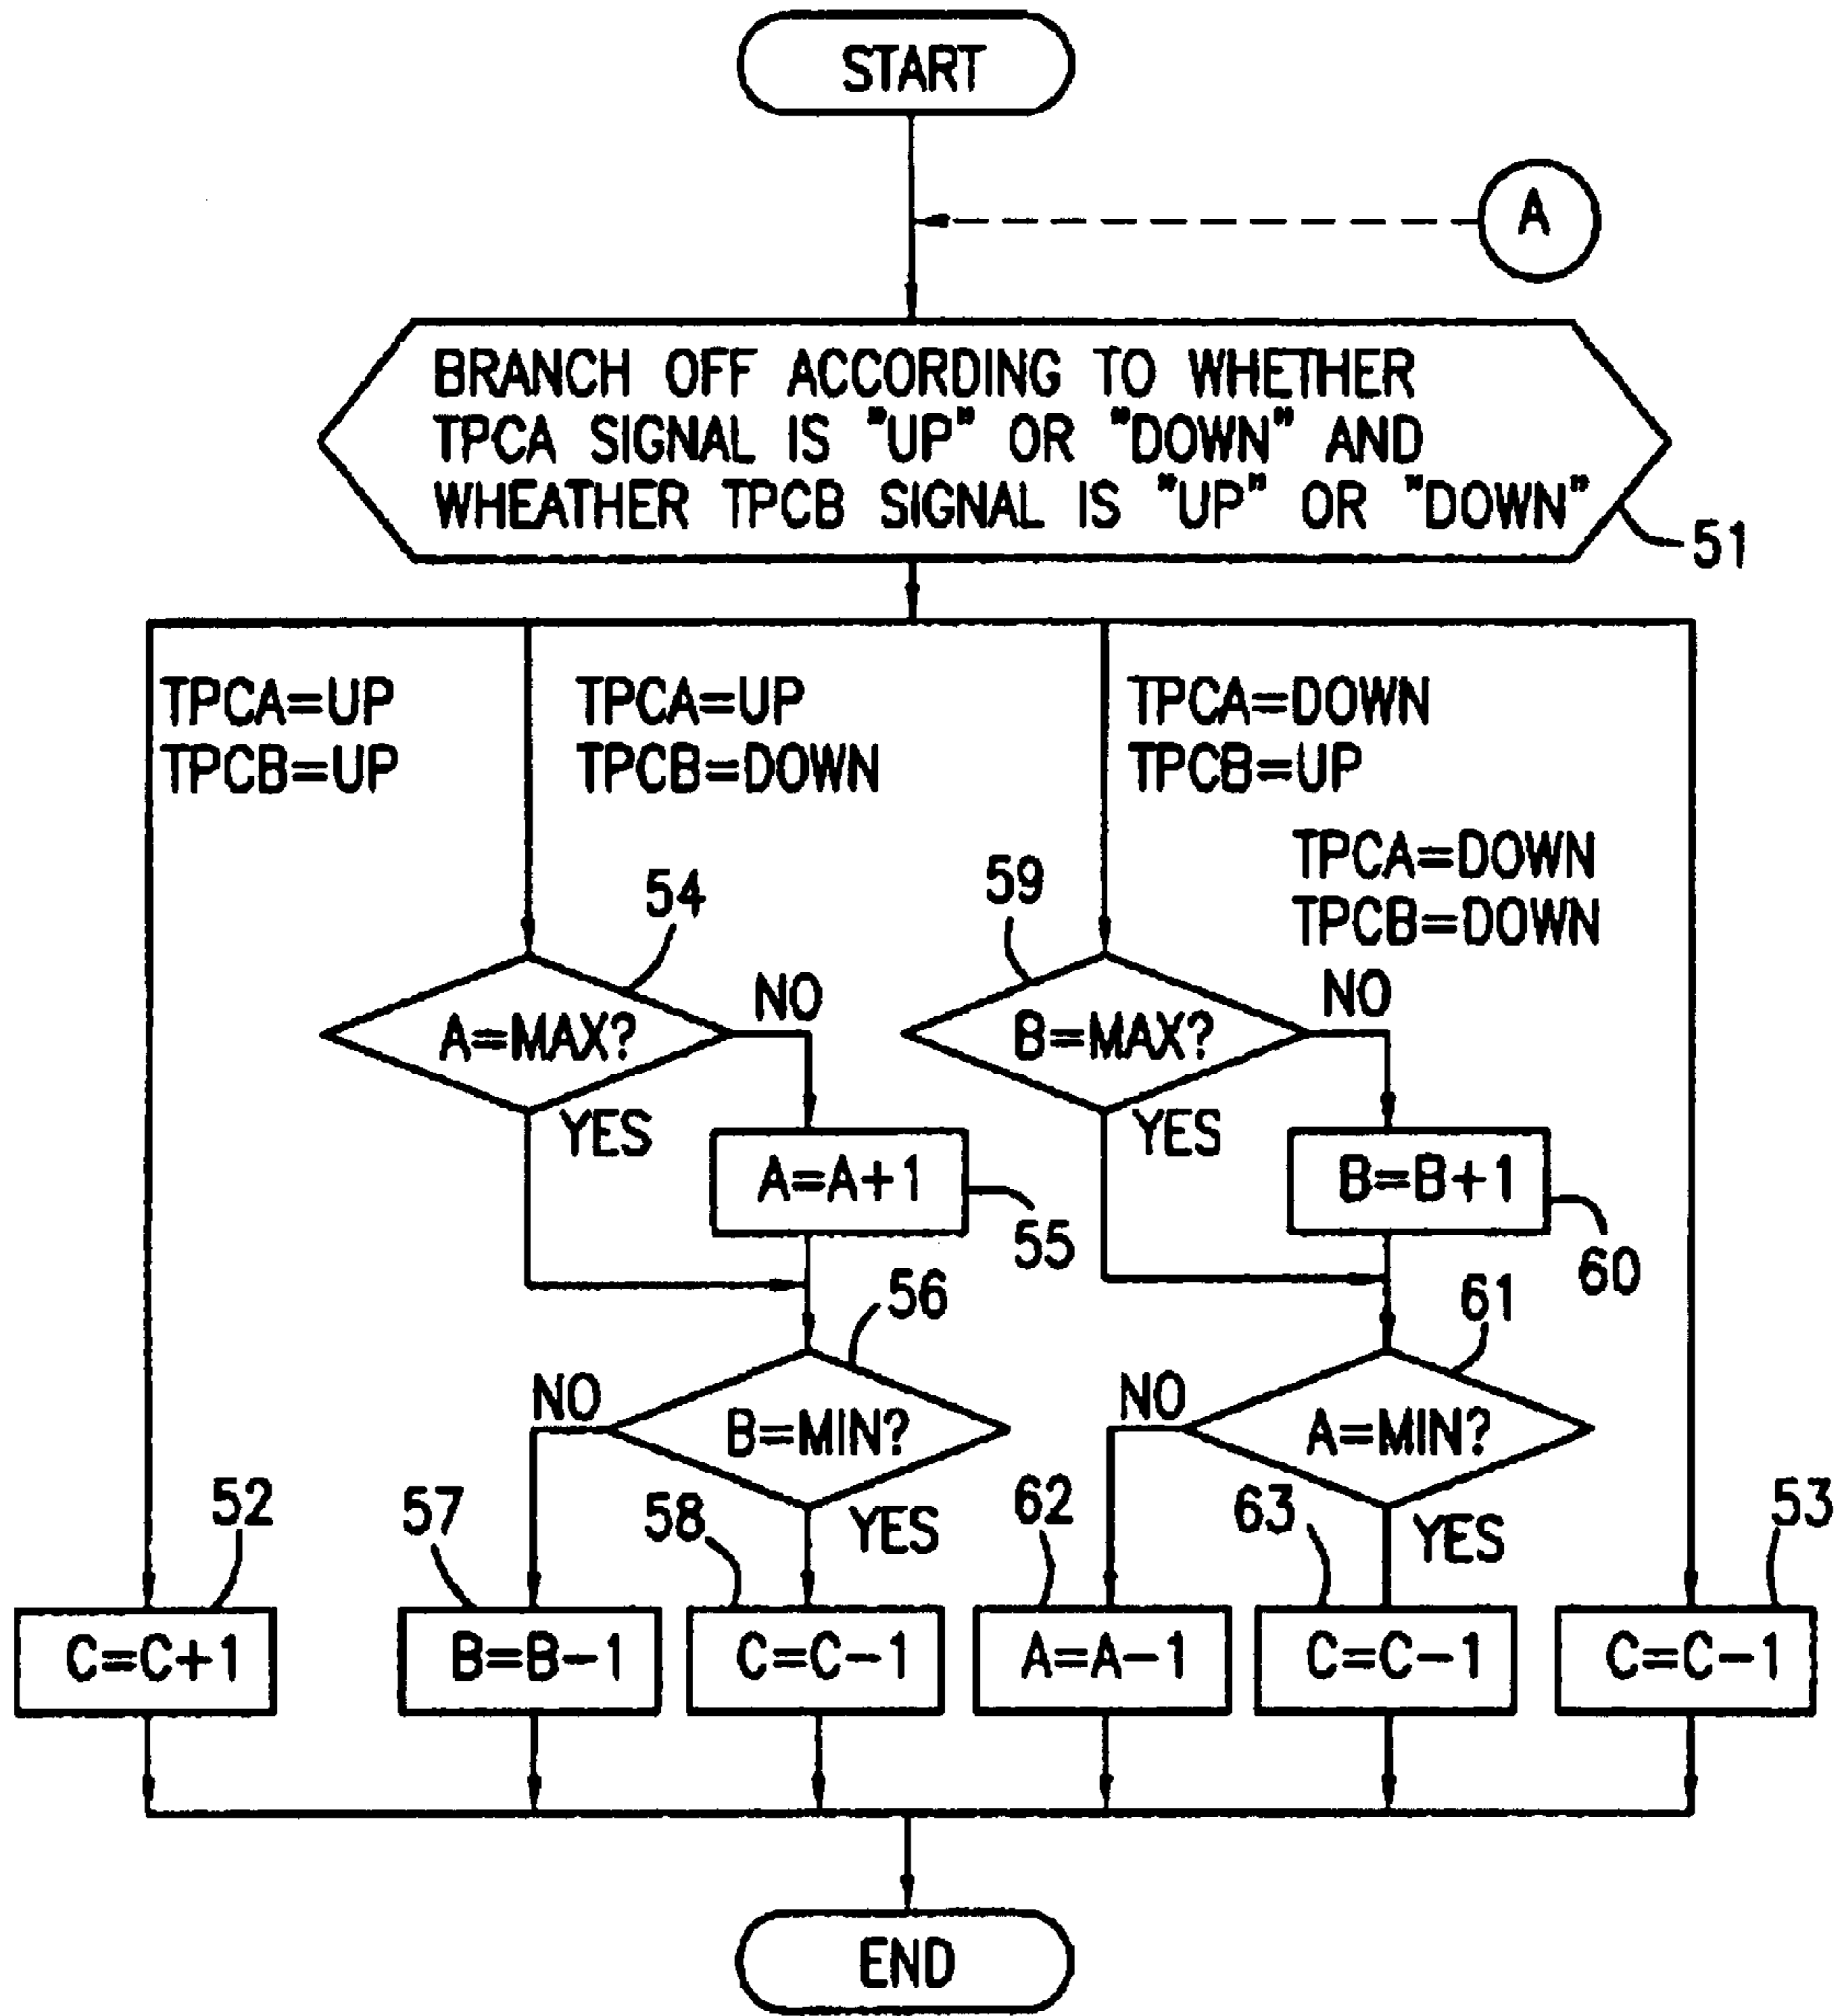 START
A
BRANCH OFF ACCORDING TO WHETHER
TPCA SIGNAL IS "UP" OR "DOWN" AND
WHEATHER TPCB SIGNAL IS "UP" OR "DOWN"
51
TPCA=UP
TPCB=UP
TPCA=UP
TPCB=DOWN
TPCA=DOWN
TPCB=UP
TPCA=DOWN
TPCB=DOWN
54
59
A=MAX?
NO
YES
B=MAX?
NO
YES
A=A+1
55
B=B+1
60
56
61
NO
B=MIN?
YES
NO
A=MIN?
YES
52
57
58
62
63
53
C=C+1
B=B-1
C=C-1
A=A-1
C=C-1
C=C-1
END